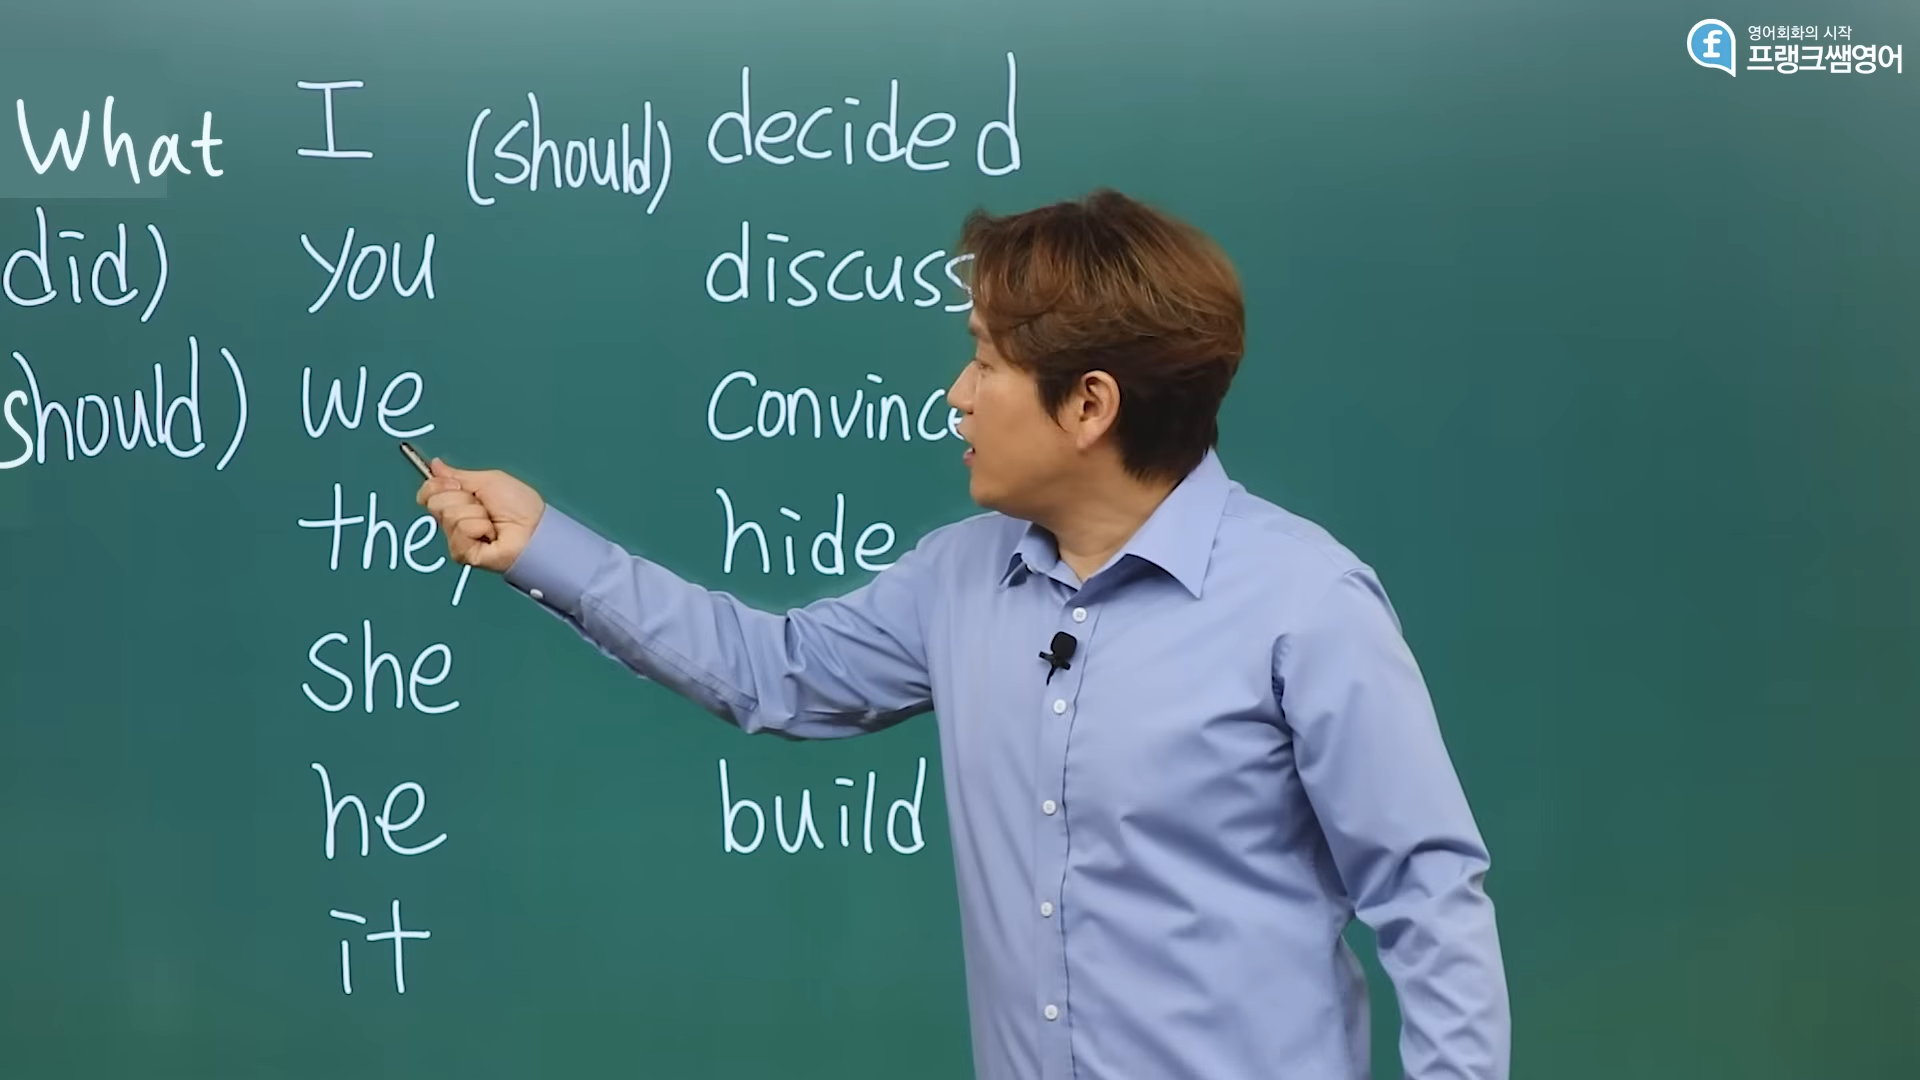 영어회화의 시작
프랭크쌤영어
What I (should) decided
did) you discuss
should) we
the hide
she
he build
it